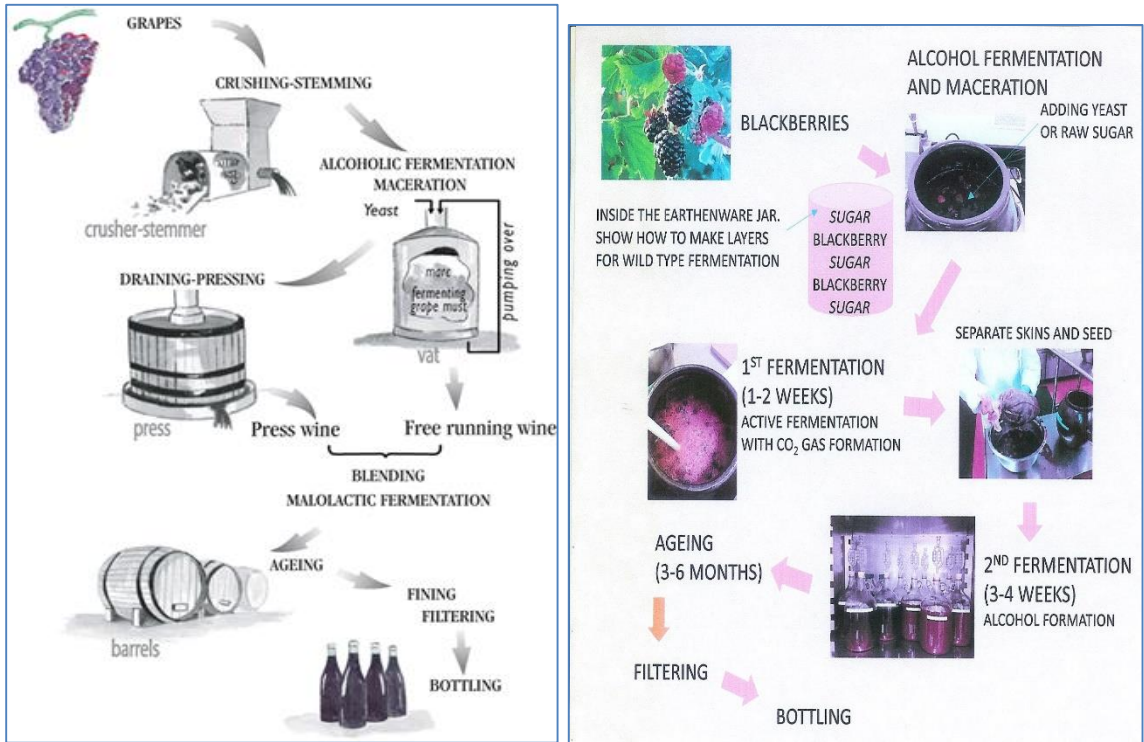 GRAPES
CRUSHING-STEMMING
crusher-stemmer
ALCOHOLIC FERMENTATION
MACERATION
Yeast
pumping over
more
fermenting
grape must
vat
DRAINING-PRESSING
press
Press wine
Free running wine
BLENDING
MALOLACTIC FERMENTATION
AGEING
barrels
FINING
FILTERING
BOTTLING
BLACKBERRIES
ALCOHOL FERMENTATION
AND MACERATION
ADDING YEAST
OR RAW SUGAR
INSIDE THE EARTHENWARE JAR.
SHOW HOW TO MAKE LAYERS
FOR WILD TYPE FERMENTATION
SUGAR
BLACKBERRY
SUGAR
BLACKBERRY
SUGAR
SEPARATE SKINS AND SEED
1ST FERMENTATION
(1-2 WEEKS)
ACTIVE FERMENTATION
WITH CO2 GAS FORMATION
2ND FERMENTATION
(3-4 WEEKS)
ALCOHOL FORMATION
AGEING
(3-6 MONTHS)
FILTERING
BOTTLING